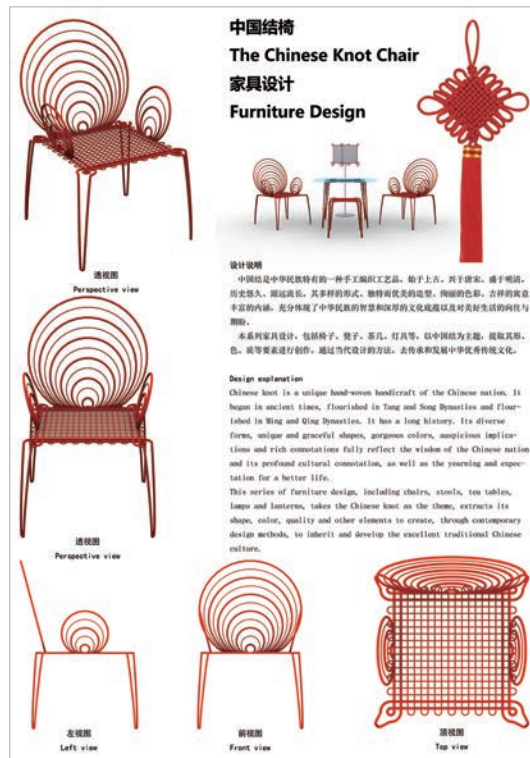 中国结椅
The Chinese Knot Chair
家具设计
Furniture Design
透视图
Perspective view
设计说明
中国结是中华民族特有的一种手工编织工艺品，始于上古，兴于唐宋，盛于明清，
历史悠久，源远流长，其多样的形式、独特而优美的造型、绚丽的色彩、吉祥的寓意和
丰富的内涵，充分体现了中华民族的智慧和深厚的文化底蕴以及对美好生活的向往与
期盼。
本系列家具设计，包括椅子、凳子、茶几、灯具等，以中国结为主题，提取其形、
色、质等要素进行创作，通过当代设计的方法，去传承和发展中华优秀传统文化。
Design explanation
Chinese knot is a unique hand-woven handicraft of the Chinese nation. It
began in ancient times, flourished in Tang and Song Dynasties and flour-
ished in Ming and Qing Dynasties. It has a long history. Its diverse
forms, unique and graceful shapes, gorgeous colors, auspicious implica-
tions and rich connotations fully reflect the wisdom of the Chinese nation
and its profound cultural connotation, as well as the yearning and expec-
tation for a better life.
This series of furniture design, including chairs, stools, tea tables,
lamps and lanterns, takes the Chinese knot as the theme, extracts its
shape, color, quality and other elements to create, through contemporary
design methods, to inherit and develop the excellent traditional Chinese
culture.
透视图
Perspective view
左视图
Left view
前视图
Front view
顶视图
Top view